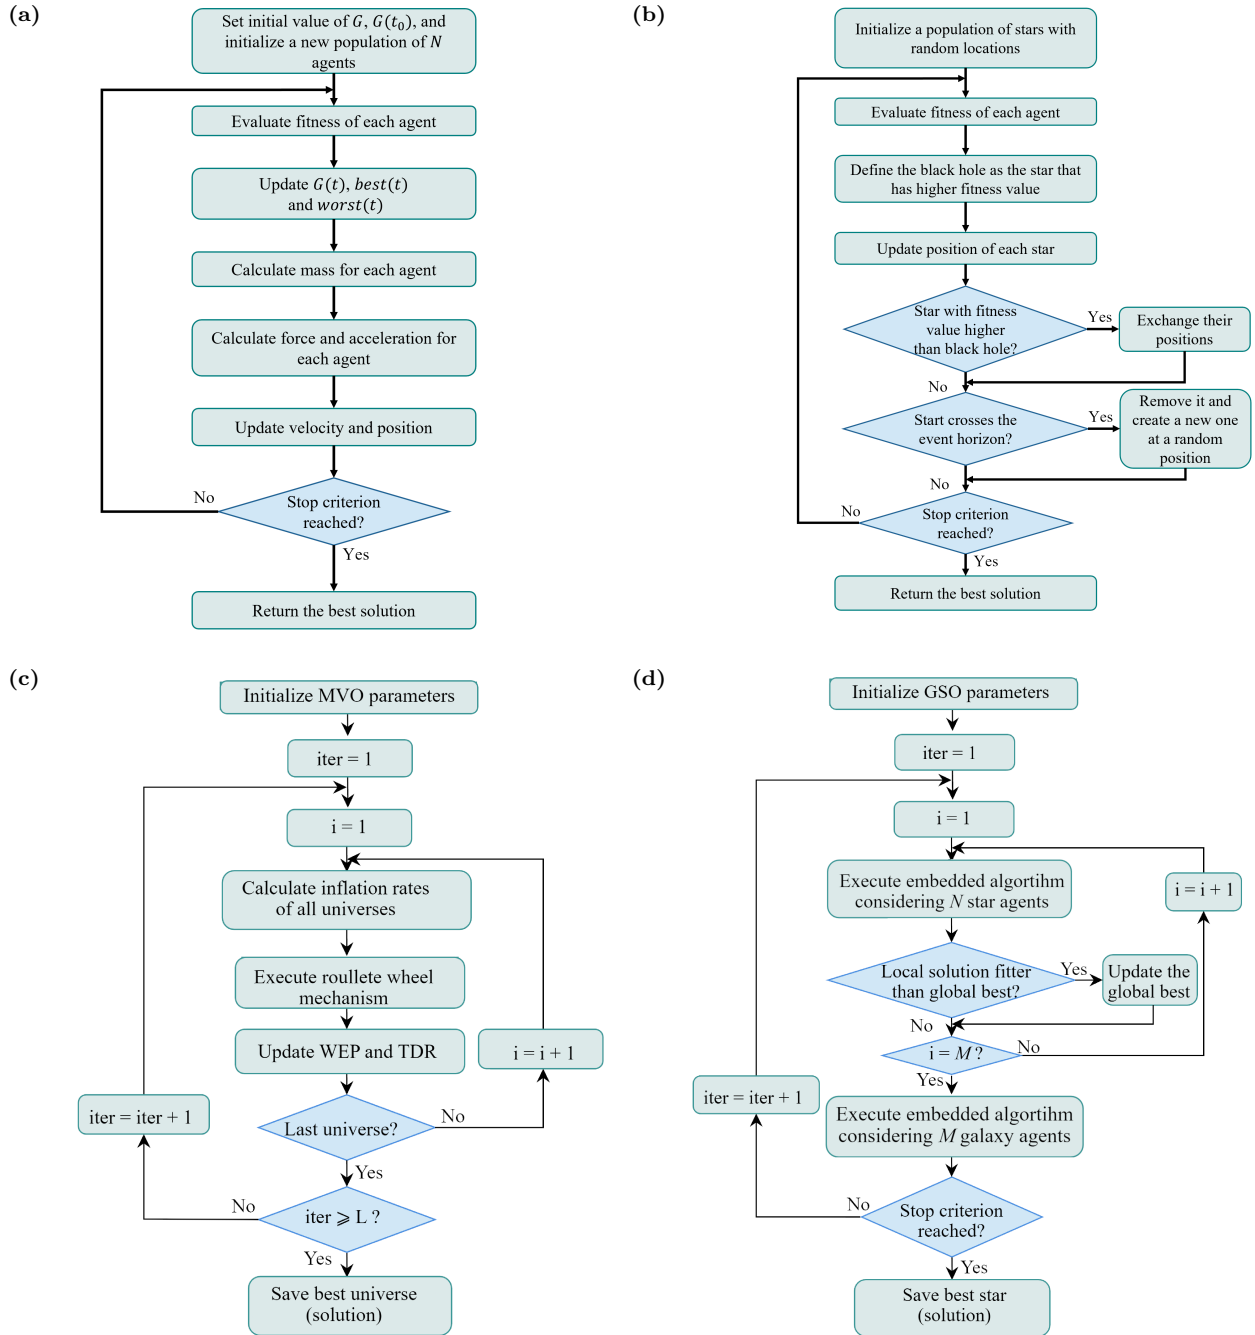 (a)
Set initial value of G, G(t₀), and
initialize a new population of N
agents
Evaluate fitness of each agent
Update G(t), best(t)
and worst(t)
Calculate mass for each agent
Calculate force and acceleration for
each agent
Update velocity and position
No
Stop criterion
reached?
Yes
Return the best solution
(b)
Initialize a population of stars with
random locations
Evaluate fitness of each agent
Define the black hole as the star that
has higher fitness value
Update position of each star
Star with fitness
value higher
than black hole?
Yes
Exchange their
positions
No
Start crosses the
event horizon?
Yes
Remove it and
create a new one
at a random
position
No
No
Stop criterion
reached?
Yes
Return the best solution
(c)
Initialize MVO parameters
iter = 1
i = 1
Calculate inflation rates
of all universes
Execute roullete wheel
mechanism
Update WEP and TDR
i = i + 1
iter = iter + 1
Last universe?
No
Yes
No
iter ⩾ L ?
Yes
Save best universe
(solution)
(d)
Initialize GSO parameters
iter = 1
i = 1
Execute embedded algortihm
considering N star agents
i = i + 1
Local solution fitter
than global best?
Yes
Update the
global best
No
i = M ?
No
Yes
iter = iter + 1
Execute embedded algortihm
considering M galaxy agents
No
Stop criterion
reached?
Yes
Save best star
(solution)